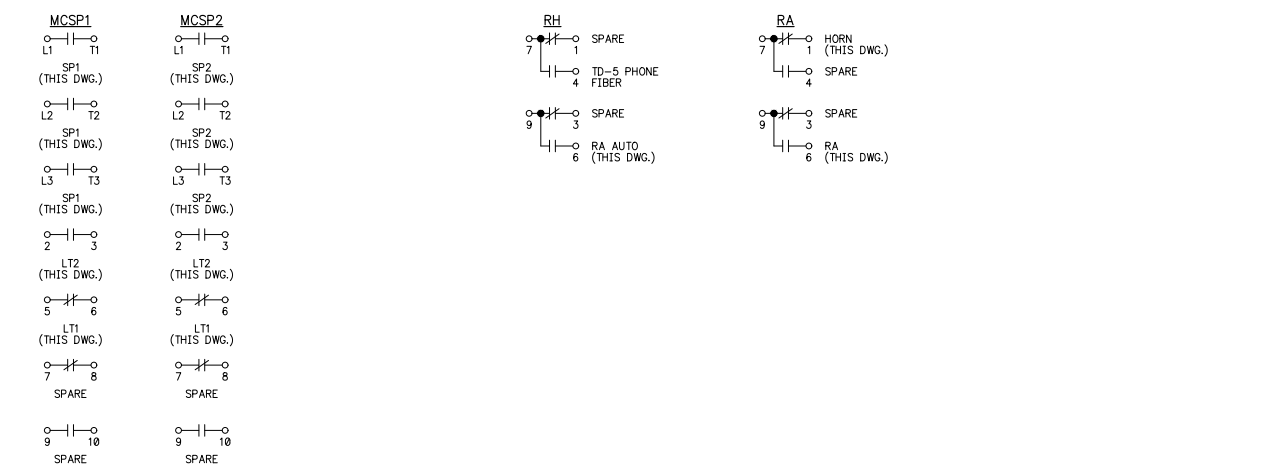 MCSP1
L1 T1
SP1
(THIS DWG.)
L2 T2
SP1
(THIS DWG.)
L3 T3
SP1
(THIS DWG.)
2 3
LT2
(THIS DWG.)
5 6
LT1
(THIS DWG.)
7 8
SPARE
9 10
SPARE
MCSP2
L1 T1
SP2
(THIS DWG.)
L2 T2
SP2
(THIS DWG.)
L3 T3
SP2
(THIS DWG.)
2 3
LT2
(THIS DWG.)
5 6
LT1
(THIS DWG.)
7 8
SPARE
9 10
SPARE
RH
7 1 SPARE
4 TD-5 PHONE
FIBER
9 3 SPARE
6 RA AUTO
(THIS DWG.)
RA
7 1 HORN
(THIS DWG.)
4 SPARE
9 3 SPARE
6 RA
(THIS DWG.)